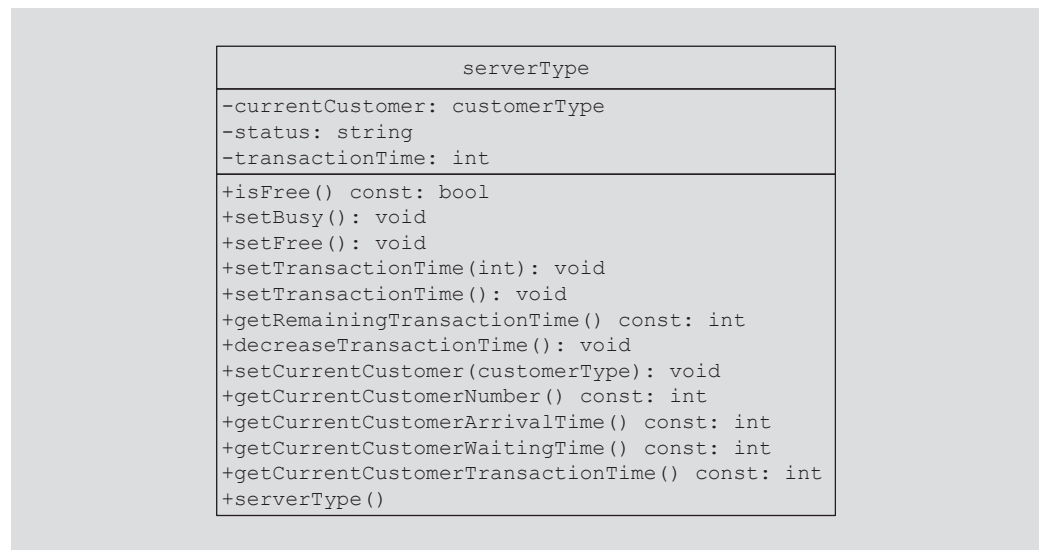 serverType
-currentCustomer: customerType
-status: string
-transactionTime: int
+isFree() const: bool
+setBusy(): void
+setFree(): void
+setTransactionTime(int): void
+setTransactionTime(): void
+getRemainingTransactionTime() const: int
+decreaseTransactionTime(): void
+setCurrentCustomer(customerType): void
+getCurrentCustomerNumber() const: int
+getCurrentCustomerArrivalTime() const: int
+getCurrentCustomerWaitingTime() const: int
+getCurrentCustomerTransactionTime() const: int
+serverType()